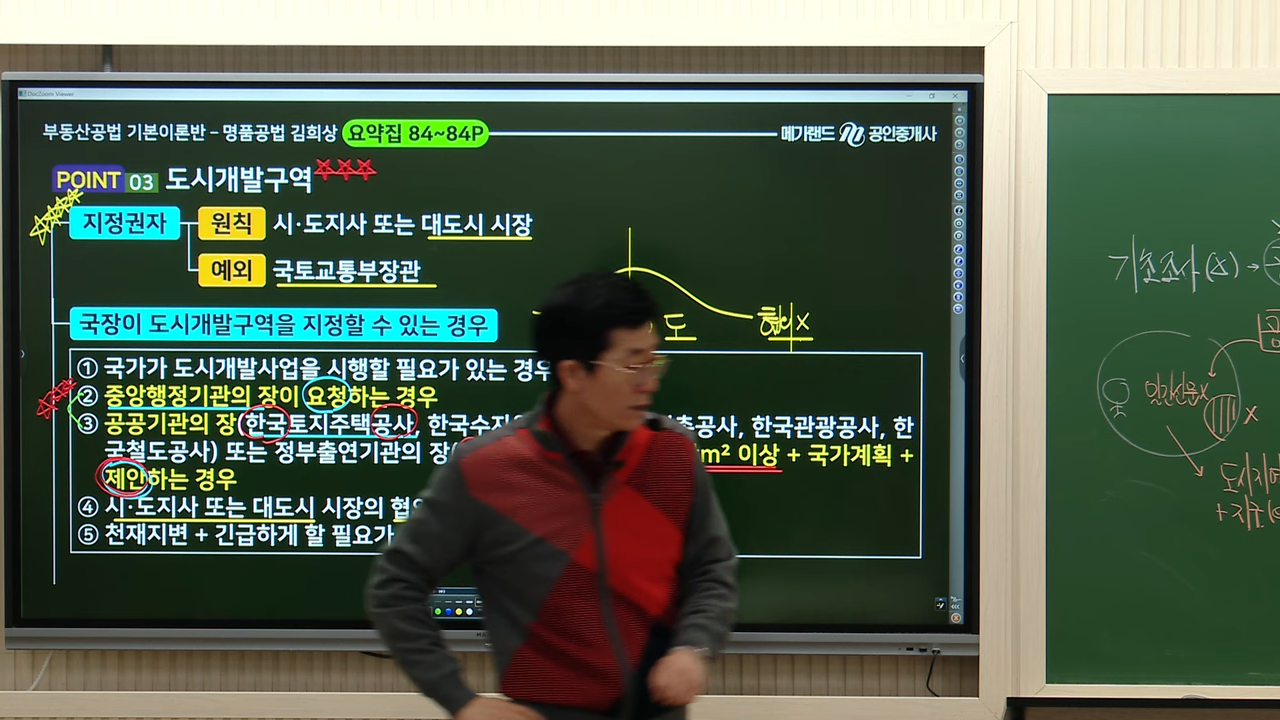 DocZoom Viewer
부동산공법 기본이론반 – 명품공법 김희상 요약집 84~84P
메가랜드 공인중개사
POINT 03 도시개발구역
지정권자 원칙 시·도지사 또는 대도시 시장
예외 국토교통부장관
도 협의x
국장이 도시개발구역을 지정할 수 있는 경우
① 국가가 도시개발사업을 시행할 필요가 있는 경우
② 중앙행정기관의 장이 요청하는 경우
③ 공공기관의 장(한국토지주택공사, 한국수자 공사, 한국관광공사, 한
국철도공사) 또는 정부출연기관의 장( m² 이상 + 국가계획 +
제안하는 경우
④ 시·도지사 또는 대도시 시장의 협
⑤ 천재지변 + 긴급하게 할 필요가
기초조사(x) →
일간신문x
x